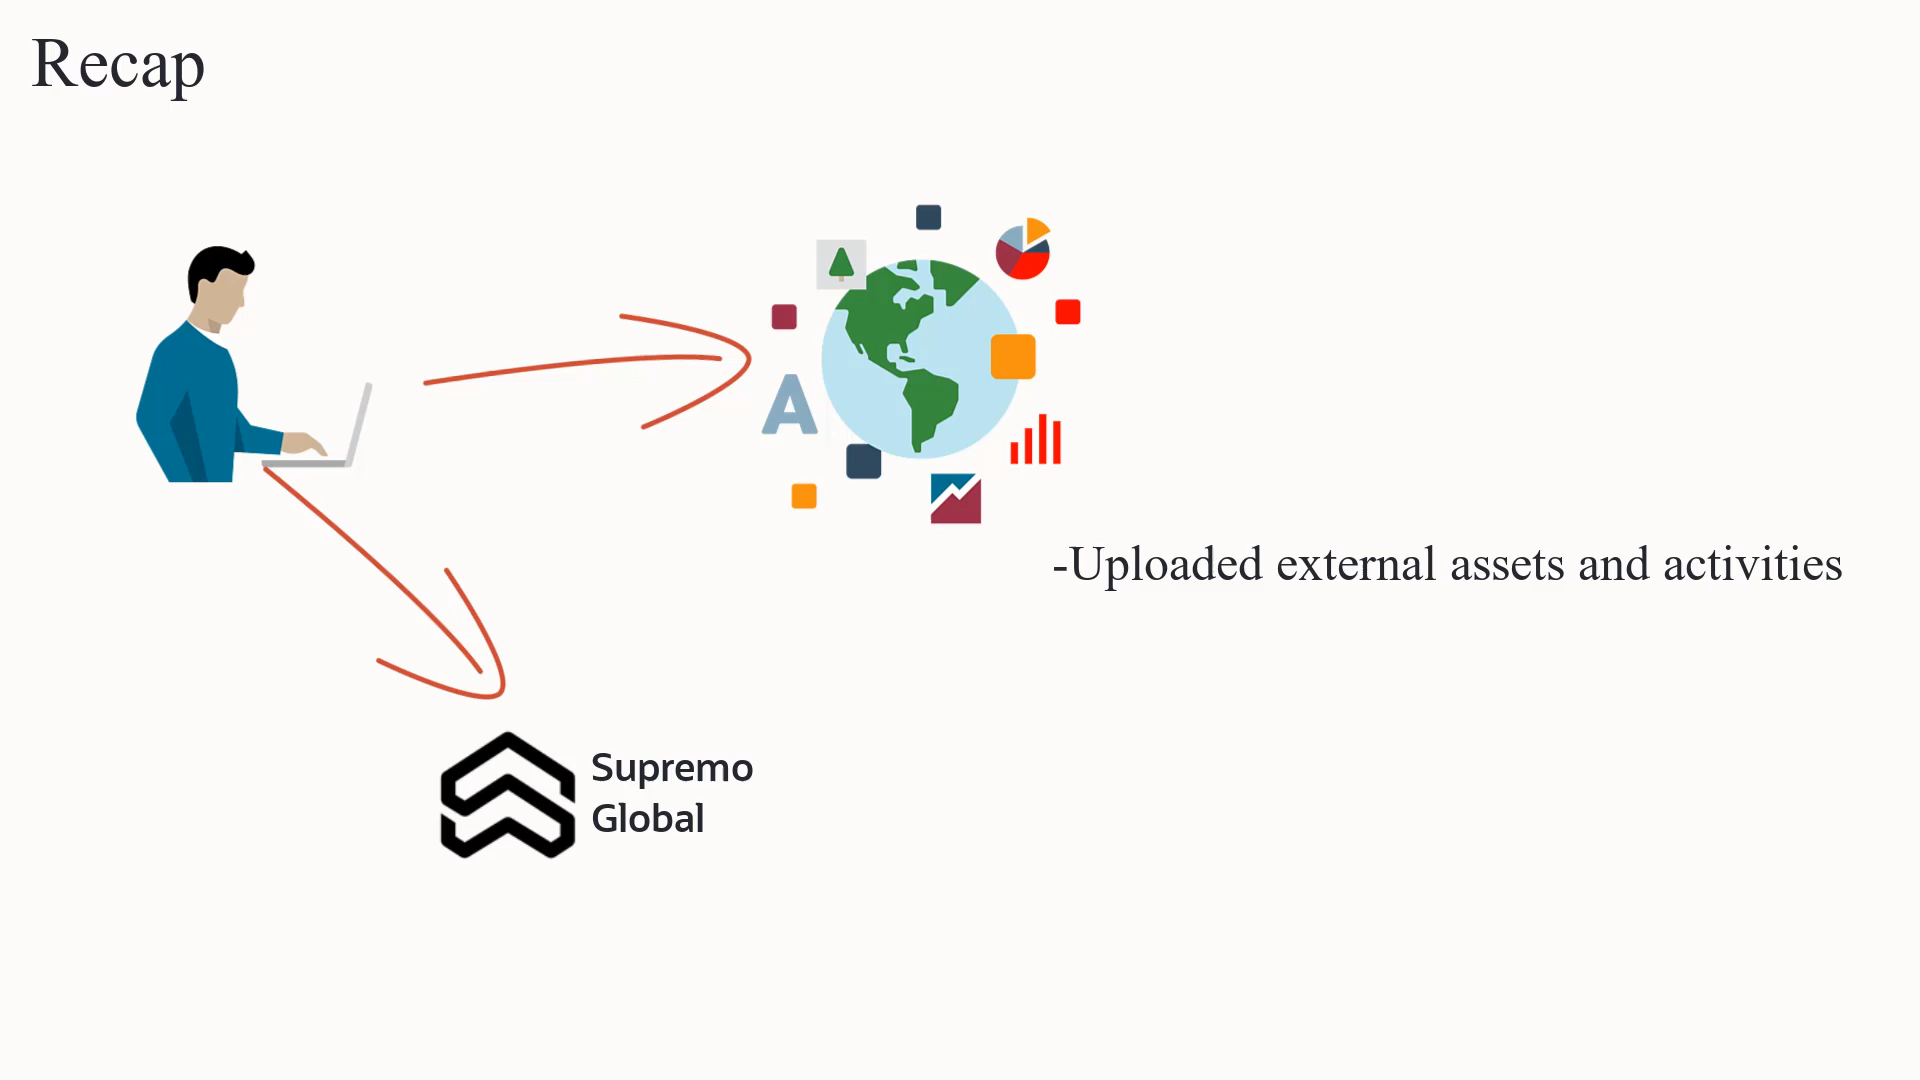 Recap
A
-Uploaded external assets and activities
Supremo
Global